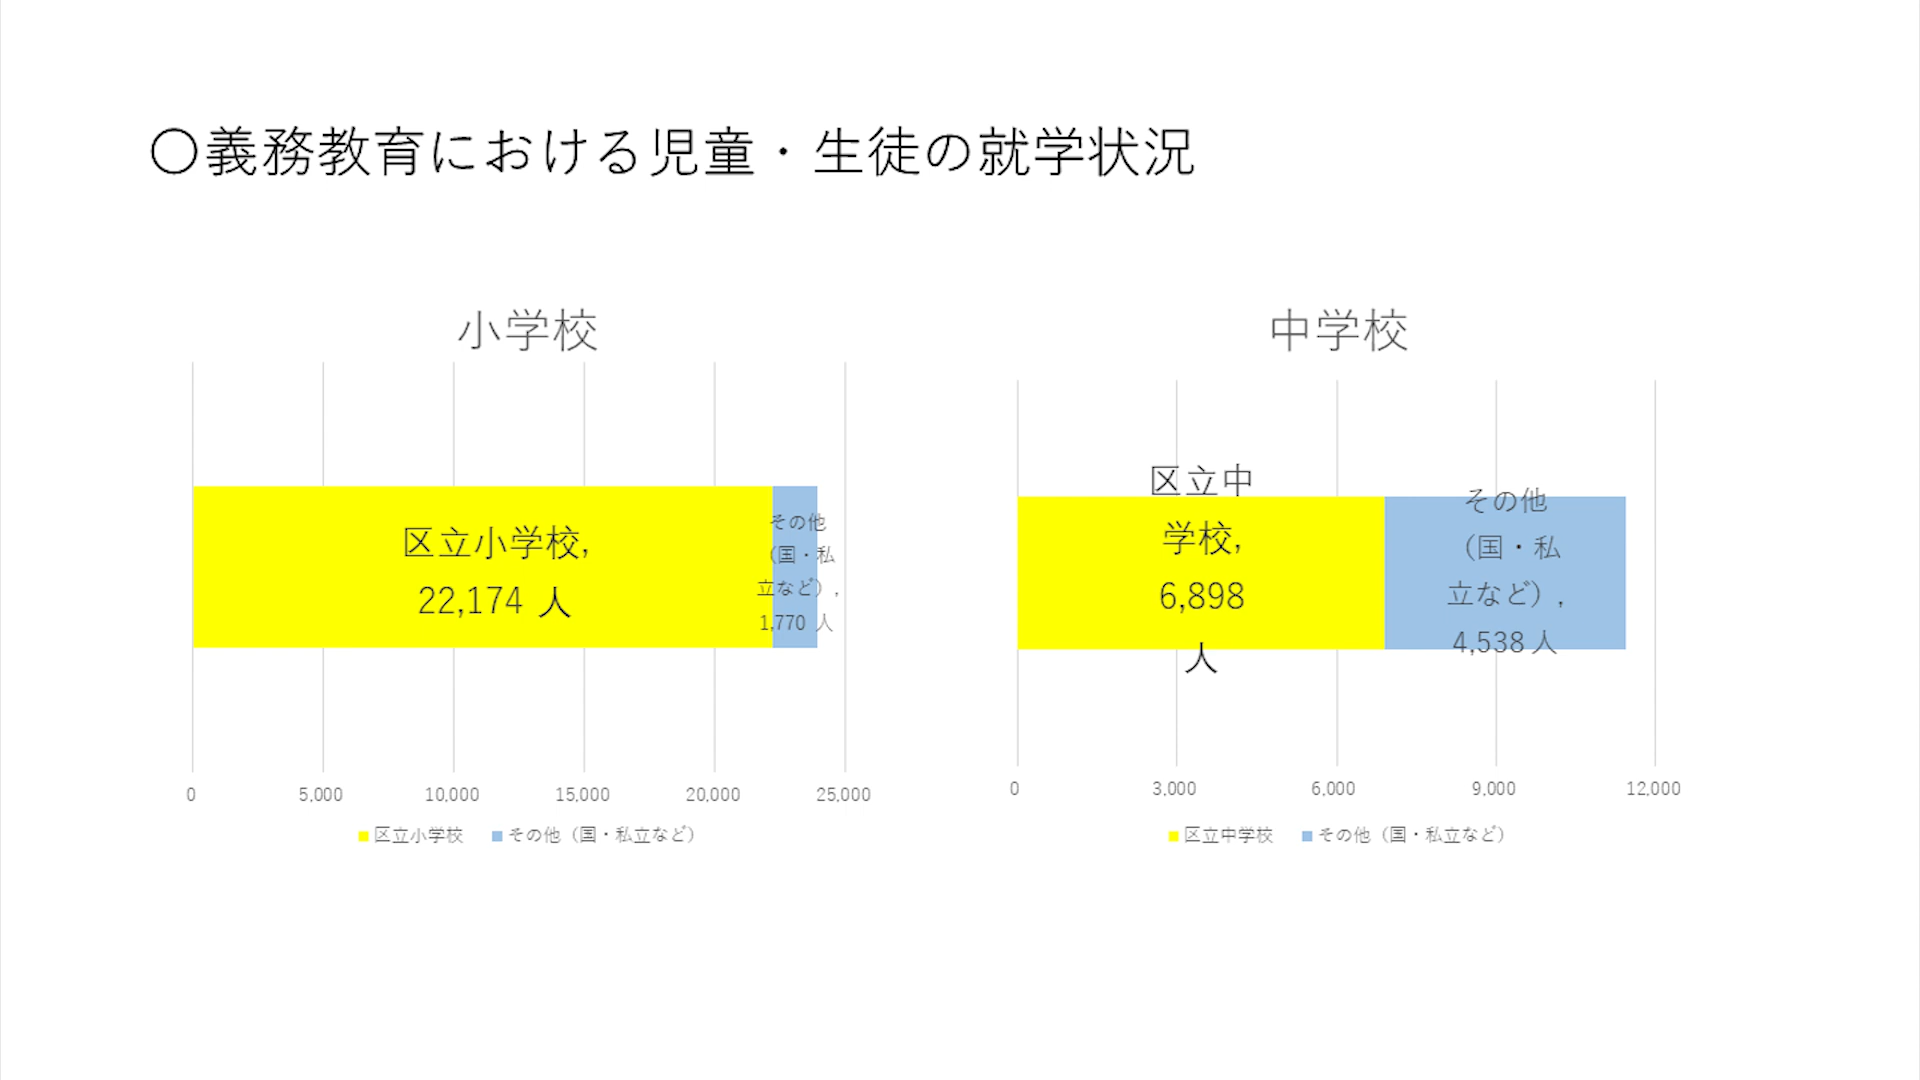 〇義務教育における児童・生徒の就学状況
小学校
区立小学校,
22,174 人
その他
（国・私
立など）,
1,770 人
0
5,000
10,000
15,000
20,000
25,000
区立小学校
その他（国・私立など）
中学校
区立中
学校,
6,898
人
その他
（国・私
立など）,
4,538 人
0
3,000
6,000
9,000
12,000
区立中学校
その他（国・私立など）